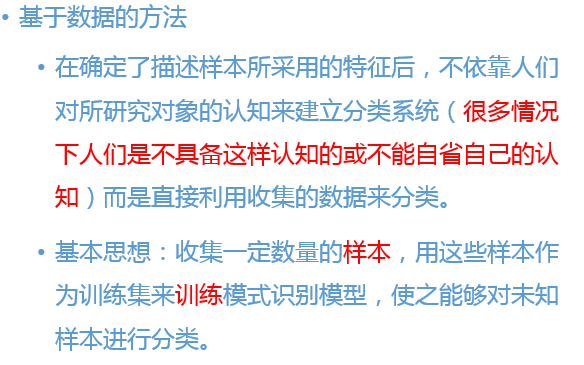 • 基于数据的方法
• 在确定了描述样本所采用的特征后，不依靠人们
对所研究对象的认知来建立分类系统（很多情况
下人们是不具备这样认知的或不能自省自己的认
知）而是直接利用收集的数据来分类。
• 基本思想：收集一定数量的样本，用这些样本作
为训练集来训练模式识别模型，使之能够对未知
样本进行分类。